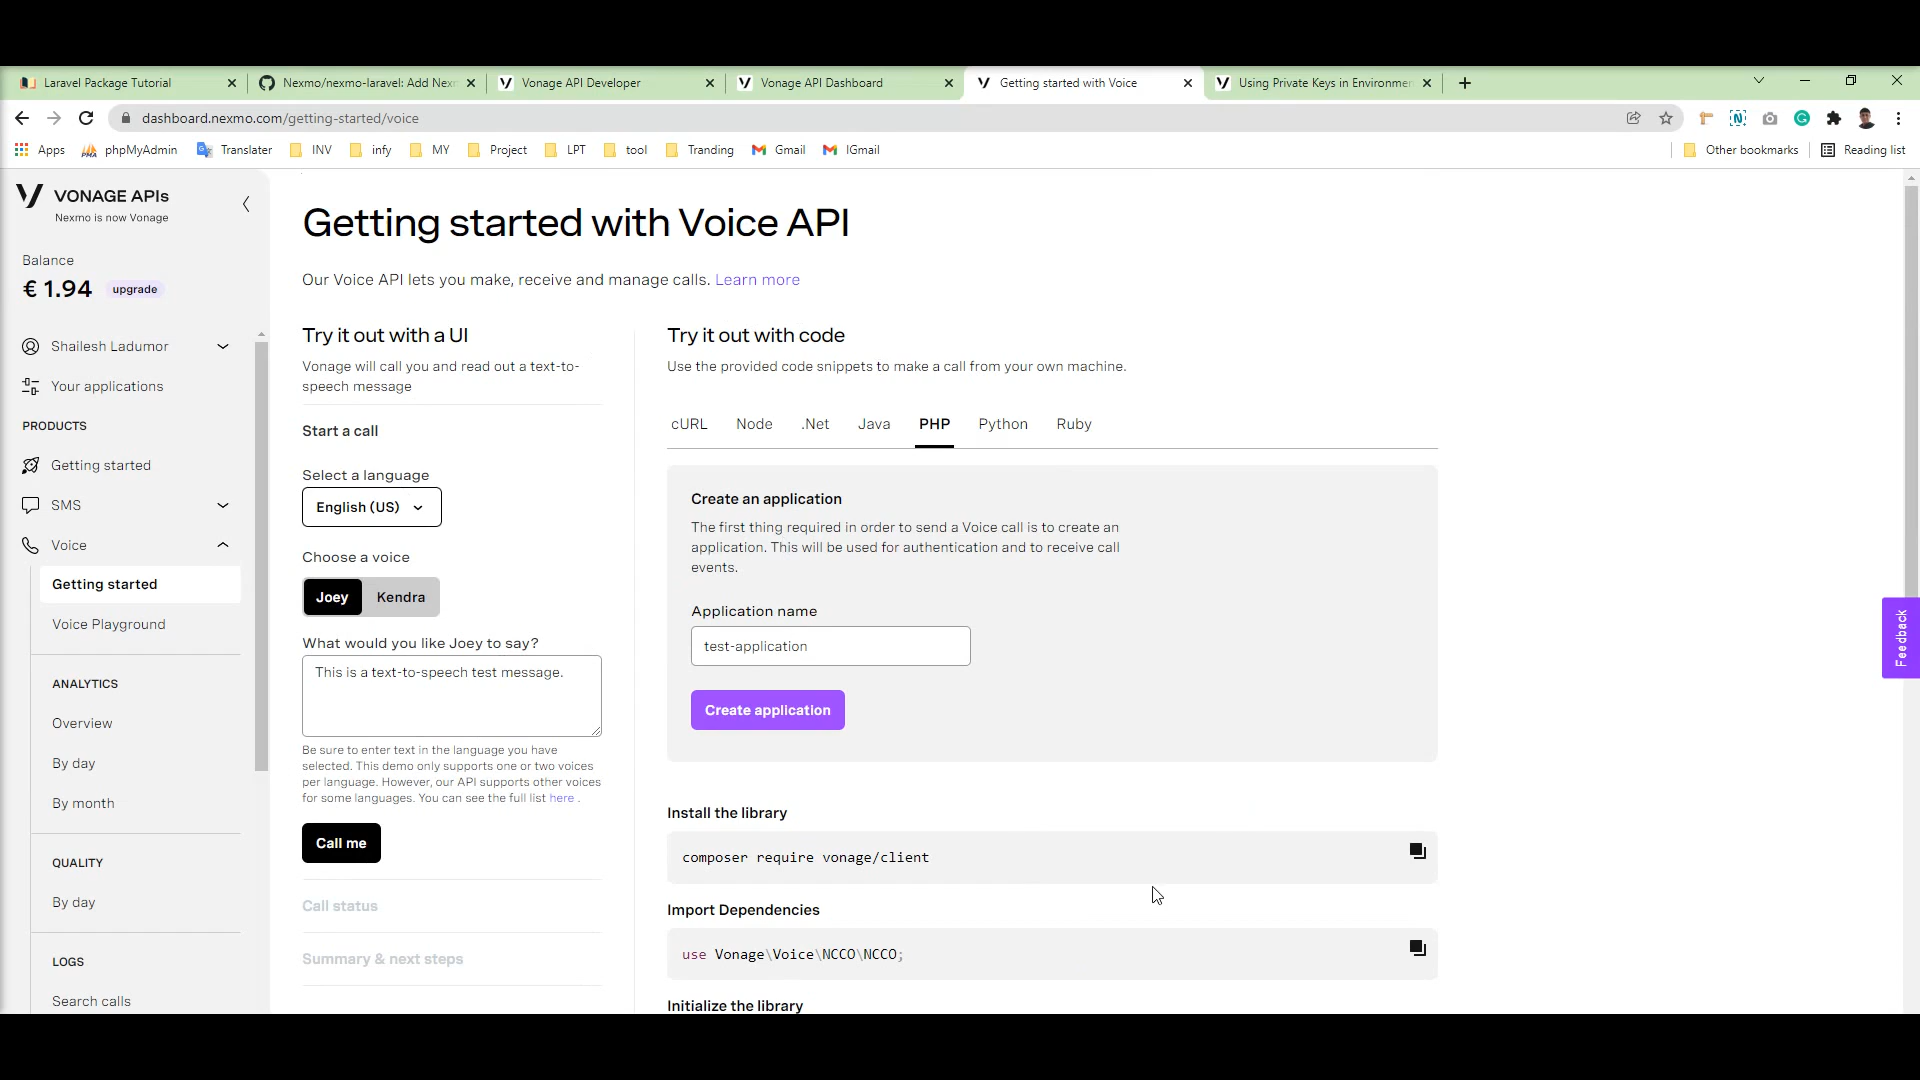 Laravel Package Tutorial
Nexmo/nexmo-laravel: Add Nexm
Vonage API Developer
Vonage API Dashboard
Getting started with Voice
Using Private Keys in Environmen
dashboard.nexmo.com/getting-started/voice
Apps
phpMyAdmin
Translater
INV
infy
MY
Project
LPT
tool
Tranding
Gmail
IGmail
Other bookmarks
Reading list
VONAGE APIs
Nexmo is now Vonage
Balance
€ 1.94
upgrade
Shailesh Ladumor
Your applications
PRODUCTS
Getting started
SMS
Voice
Getting started
Voice Playground
ANALYTICS
Overview
By day
By month
QUALITY
By day
LOGS
Search calls
Getting started with Voice API
Our Voice API lets you make, receive and manage calls. Learn more
Try it out with a UI
Vonage will call you and read out a text-to-
speech message
Start a call
Select a language
English (US)
Choose a voice
Joey
Kendra
What would you like Joey to say?
This is a text-to-speech test message.
Be sure to enter text in the language you have
selected. This demo only supports one or two voices
per language. However, our API supports other voices
for some languages. You can see the full list here .
Call me
Call status
Summary & next steps
Try it out with code
Use the provided code snippets to make a call from your own machine.
cURL
Node
.Net
Java
PHP
Python
Ruby
Create an application
The first thing required in order to send a Voice call is to create an
application. This will be used for authentication and to receive call
events.
Application name
test-application
Create application
Install the library
composer require vonage/client
Import Dependencies
use Vonage\Voice\NCCO\NCCO;
Initialize the library
Feedback